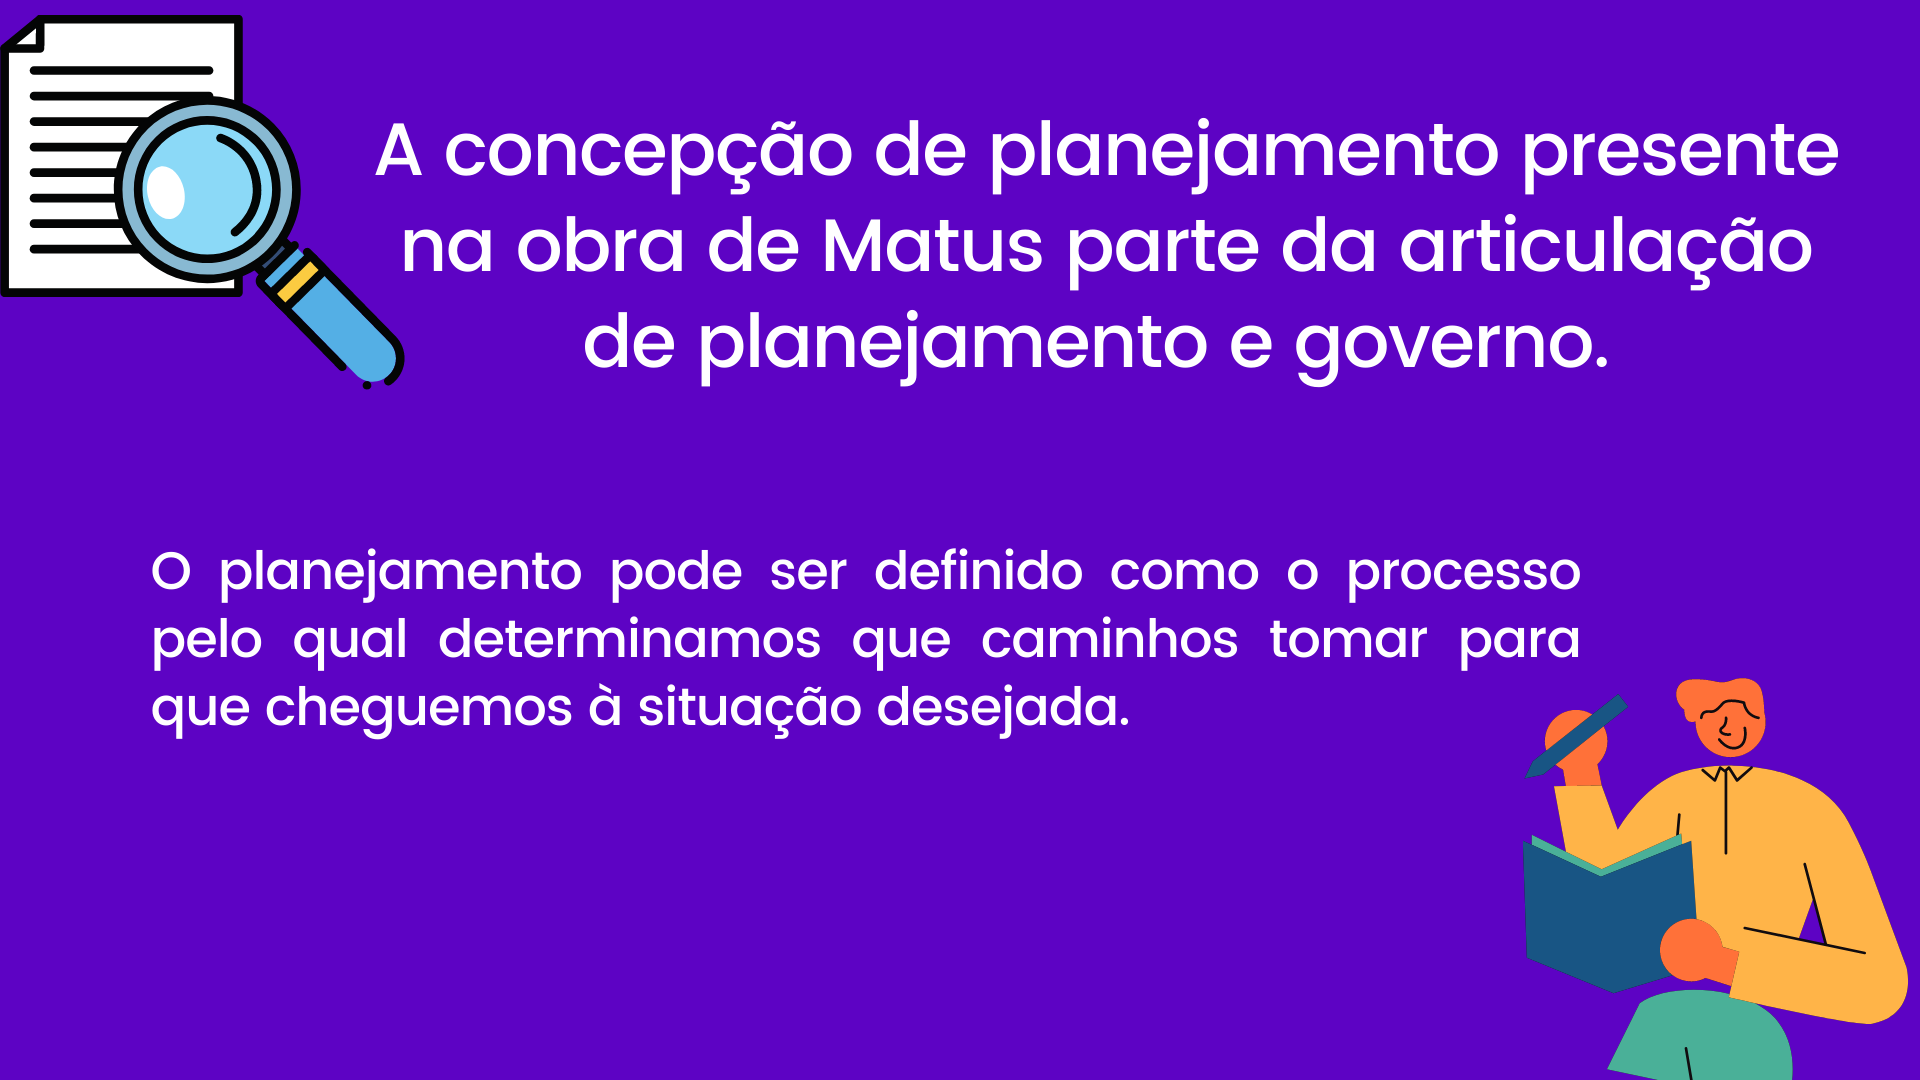 A concepção de planejamento presente
na obra de Matus parte da articulação
de planejamento e governo.
O planejamento pode ser definido como o processo
pelo qual determinamos que caminhos tomar para
que cheguemos à situação desejada.